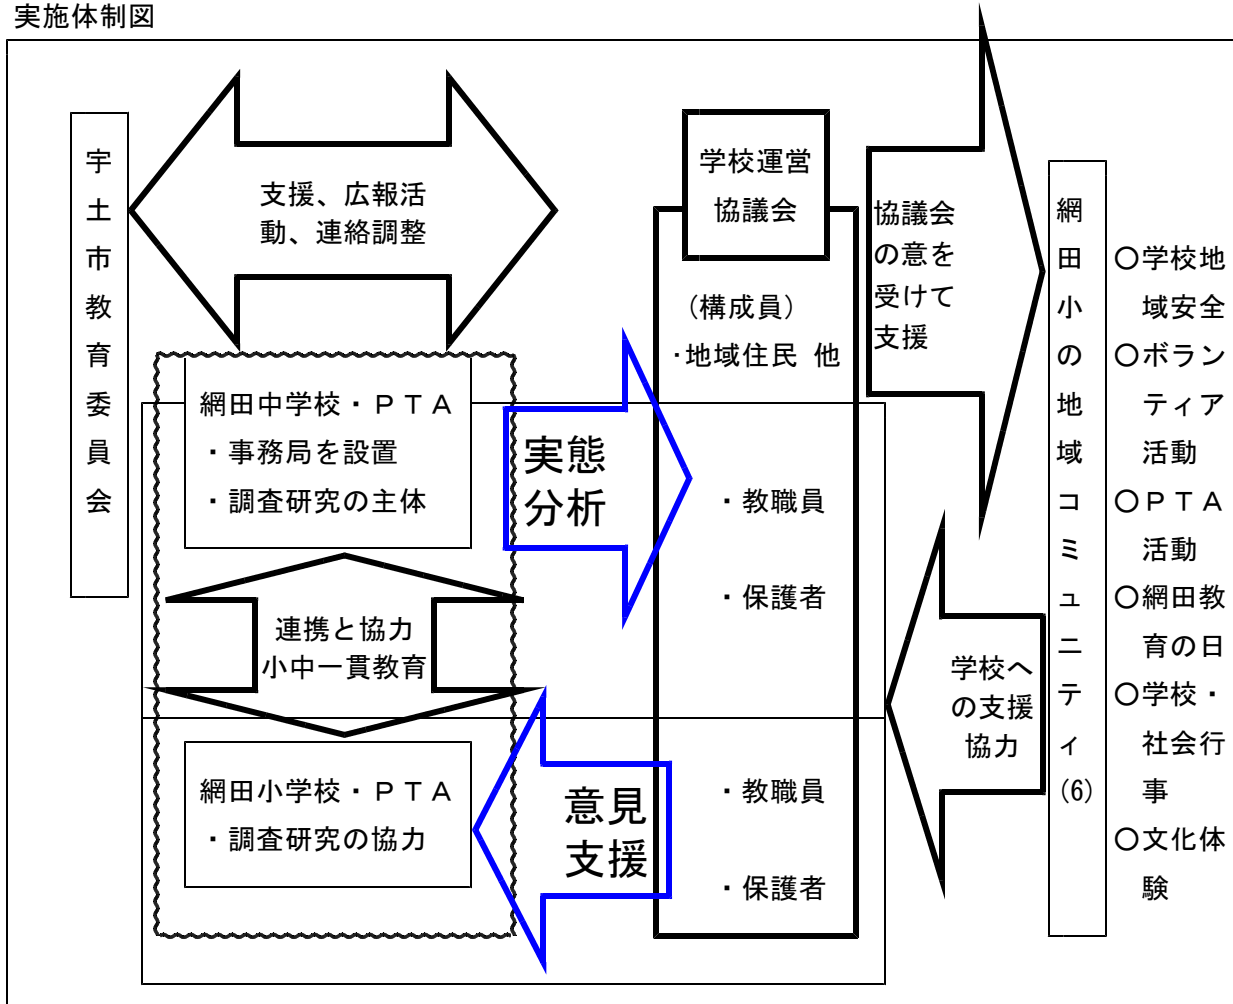 実施体制図
宇土市教育委員会
支援、広報活
動、連絡調整
学校運営
協議会
（構成員）
・地域住民 他
協議会
の意を
受けて
支援
網田小の地域コミュニティ(6)
〇学校地
域安全
〇ボラン
ティア
活動
〇ＰＴＡ
活動
〇網田教
育の日
〇学校・
社会行
事
〇文化体
験
網田中学校・ＰＴＡ
・事務局を設置
・調査研究の主体
実態
分析
・教職員
・保護者
連携と協力
小中一貫教育
学校へ
の支援
協力
網田小学校・ＰＴＡ
・調査研究の協力
意見
支援
・教職員
・保護者